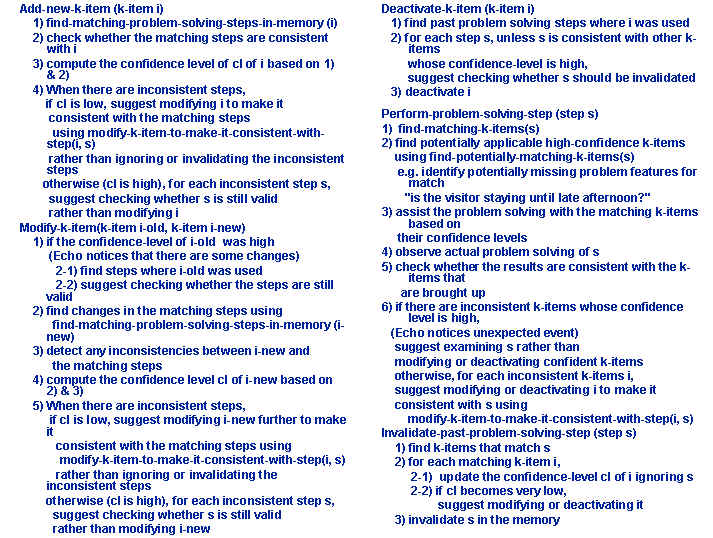 Add-new-k-item (k-item i)
1) find-matching-problem-solving-steps-in-memory (i)
2) check whether the matching steps are consistent
with i
3) compute the confidence level of cl of i based on 1)
& 2)
4) When there are inconsistent steps,
if cl is low, suggest modifying i to make it
consistent with the matching steps
using modify-k-item-to-make-it-consistent-with-
step(i, s)
rather than ignoring or invalidating the inconsistent
steps
otherwise (cl is high), for each inconsistent step s,
suggest checking whether s is still valid
rather than modifying i
Modify-k-item(k-item i-old, k-item i-new)
1) if the confidence-level of i-old was high
(Echo notices that there are some changes)
2-1) find steps where i-old was used
2-2) suggest checking whether the steps are still
valid
2) find changes in the matching steps using
find-matching-problem-solving-steps-in-memory (i-
new)
3) detect any inconsistencies between i-new and
the matching steps
4) compute the confidence level cl of i-new based on
2) & 3)
5) When there are inconsistent steps,
if cl is low, suggest modifying i-new further to make
it
consistent with the matching steps using
modify-k-item-to-make-it-consistent-with-step(i, s)
rather than ignoring or invalidating the
inconsistent steps
otherwise (cl is high), for each inconsistent step s,
suggest checking whether s is still valid
rather than modifying i-new
Deactivate-k-item (k-item i)
1) find past problem solving steps where i was used
2) for each step s, unless s is consistent with other k-
items
whose confidence-level is high,
suggest checking whether s should be invalidated
3) deactivate i
Perform-problem-solving-step (step s)
1) find-matching-k-items(s)
2) find potentially applicable high-confidence k-items
using find-potentially-matching-k-items(s)
e.g. identify potentially missing problem features for
match
"is the visitor staying until late afternoon?"
3) assist the problem solving with the matching k-items
based on
their confidence levels
4) observe actual problem solving of s
5) check whether the results are consistent with the k-
items that
are brought up
6) if there are inconsistent k-items whose confidence
level is high,
(Echo notices unexpected event)
suggest examining s rather than
modifying or deactivating confident k-items
otherwise, for each inconsistent k-items i,
suggest modifying or deactivating i to make it
consistent with s using
modify-k-item-to-make-it-consistent-with-step(i, s)
Invalidate-past-problem-solving-step (step s)
1) find k-items that match s
2) for each matching k-item i,
2-1) update the confidence-level cl of i ignoring s
2-2) if cl becomes very low,
suggest modifying or deactivating it
3) invalidate s in the memory